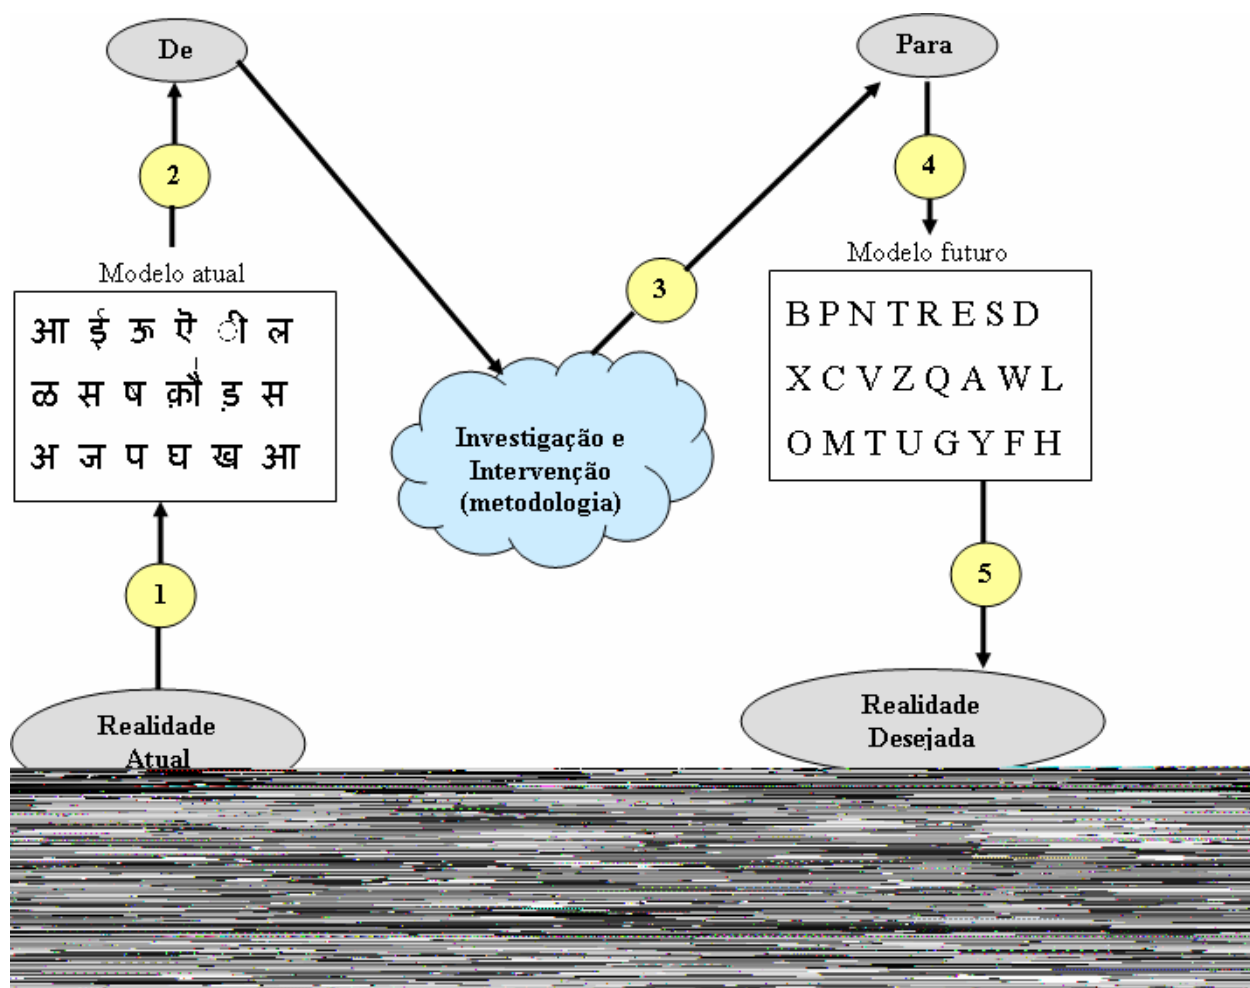 De
Para
2
4
Modelo atual
Modelo futuro
3
आ ई ऊ ऎ ी ल
ळ स ष क़ौ ड़ स
अ ज प घ ख आ
B P N T R E S D
X C V Z Q A W L
O M T U G Y F H
Investigação e
Intervenção
(metodologia)
1
5
Realidade
Atual
Realidade
Desejada